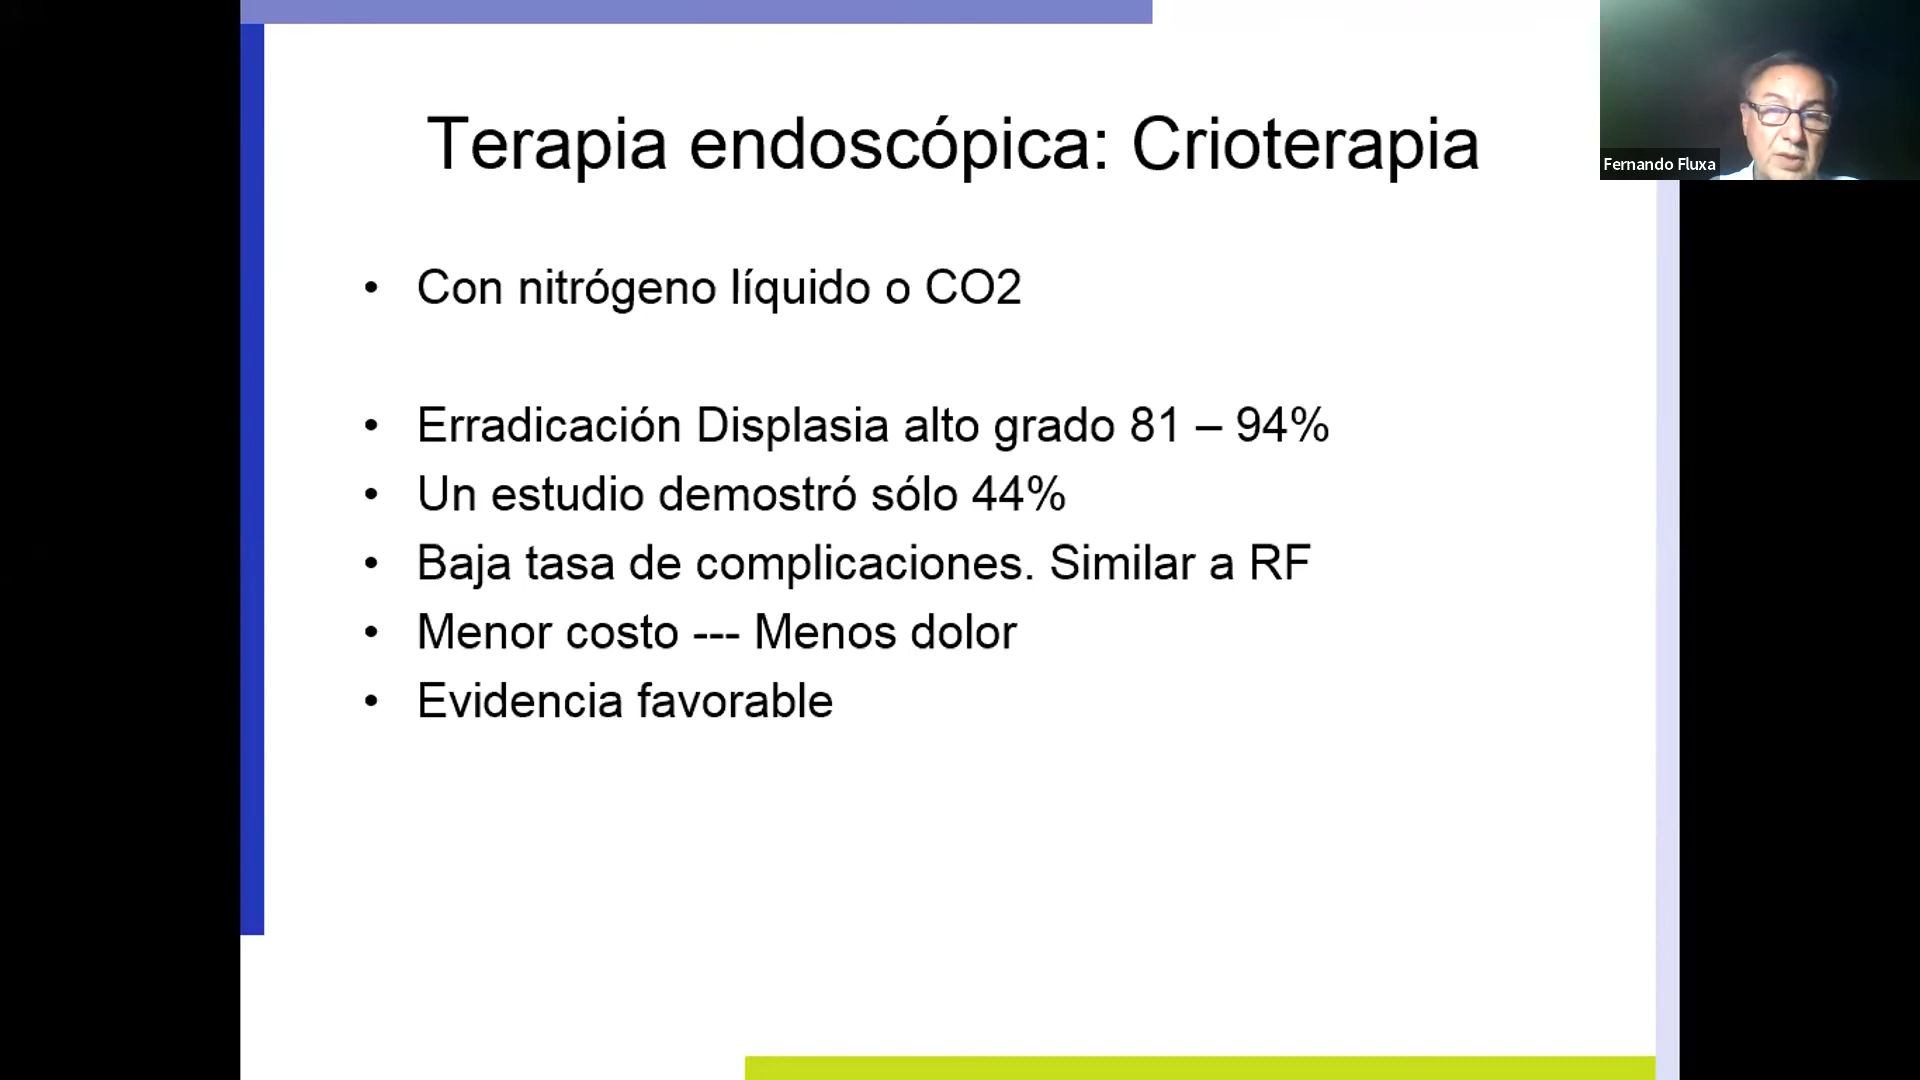 Terapia endoscópica: Crioterapia
Fernando Fluxa
• Con nitrógeno líquido o CO2
• Erradicación Displasia alto grado 81 – 94%
• Un estudio demostró sólo 44%
• Baja tasa de complicaciones. Similar a RF
• Menor costo --- Menos dolor
• Evidencia favorable